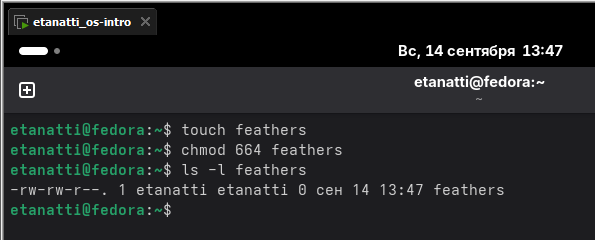 etanatti_os-intro
Вс, 14 сентября 13:47
etanatti@fedora:~
~
etanatti@fedora:~$ touch feathers
etanatti@fedora:~$ chmod 664 feathers
etanatti@fedora:~$ ls -l feathers
-rw-rw-r--. 1 etanatti etanatti 0 сен 14 13:47 feathers
etanatti@fedora:~$